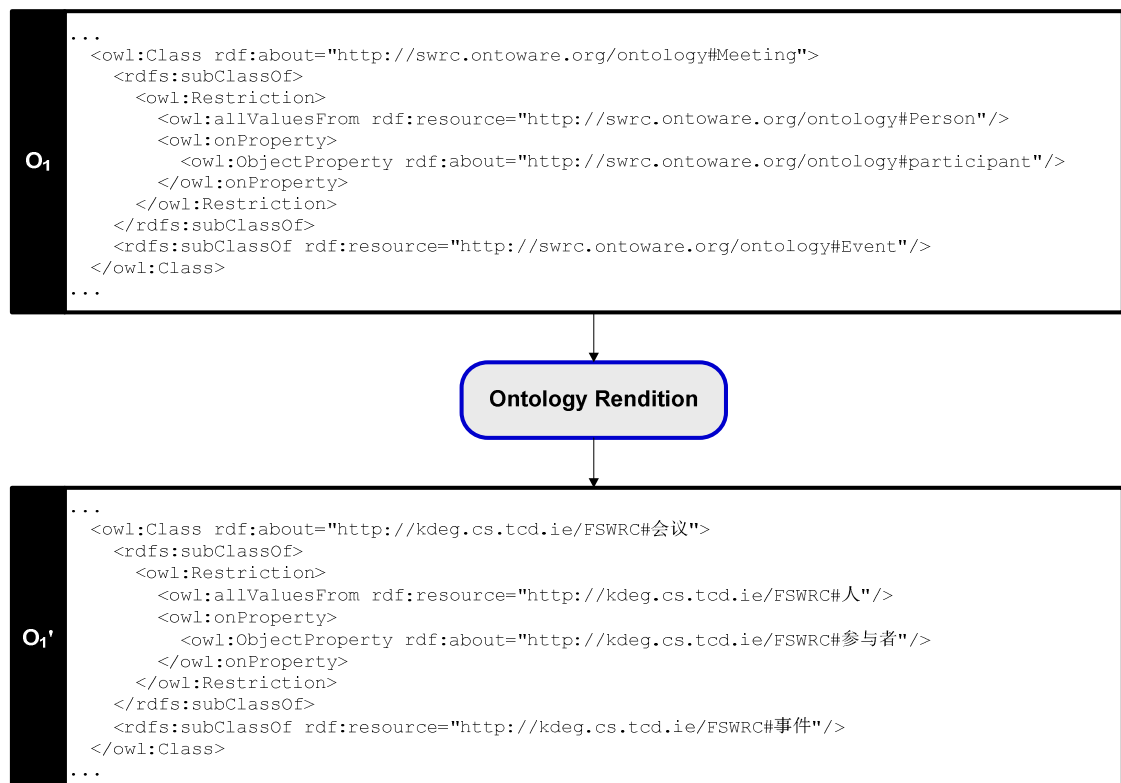 ...
<owl:Class rdf:about="http://swrc.ontoware.org/ontology#Meeting">
<rdfs:subClassOf>
<owl:Restriction>
<owl:allValuesFrom rdf:resource="http://swrc.ontoware.org/ontology#Person"/>
<owl:onProperty>
O₁
<owl:ObjectProperty rdf:about="http://swrc.ontoware.org/ontology#participant"/>
</owl:onProperty>
</owl:Restriction>
</rdfs:subClassOf>
<rdfs:subClassOf rdf:resource="http://swrc.ontoware.org/ontology#Event"/>
</owl:Class>
...
Ontology Rendition
...
<owl:Class rdf:about="http://kdeg.cs.tcd.ie/FSWRC#会议">
<rdfs:subClassOf>
<owl:Restriction>
<owl:allValuesFrom rdf:resource="http://kdeg.cs.tcd.ie/FSWRC#人"/>
<owl:onProperty>
O₁'
<owl:ObjectProperty rdf:about="http://kdeg.cs.tcd.ie/FSWRC#参与者"/>
</owl:onProperty>
</owl:Restriction>
</rdfs:subClassOf>
<rdfs:subClassOf rdf:resource="http://kdeg.cs.tcd.ie/FSWRC#事件"/>
</owl:Class>
...